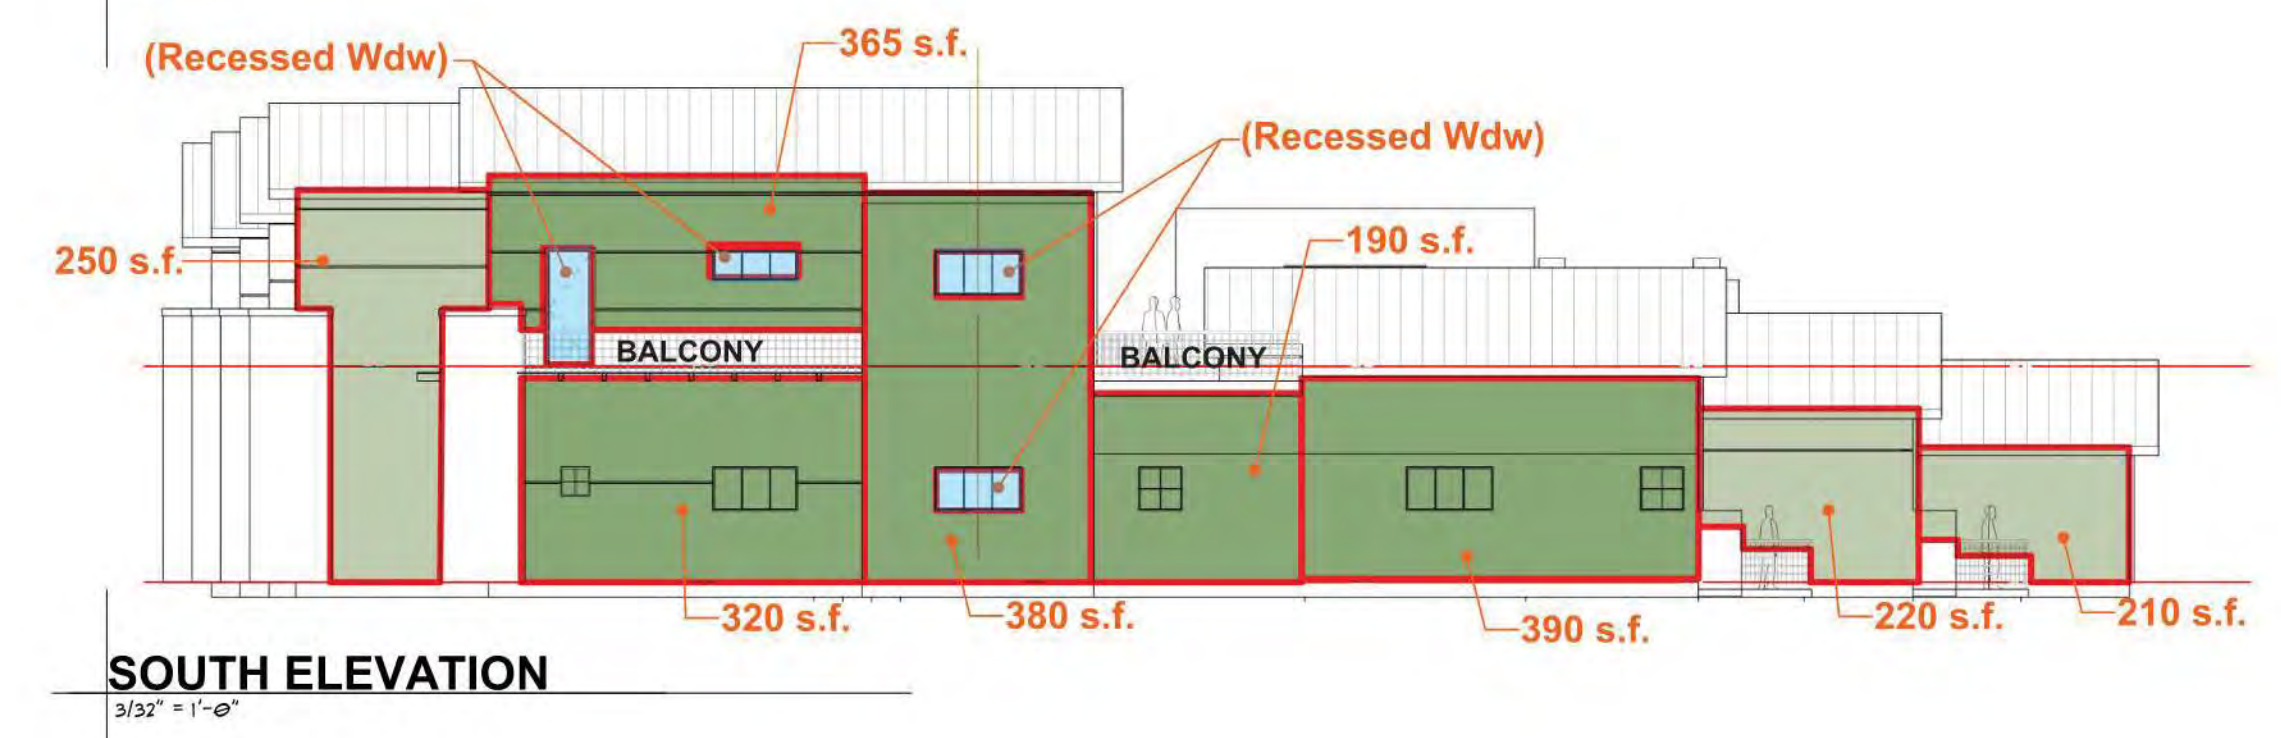 365 s.f.
(Recessed Wdw)
(Recessed Wdw)
190 s.f.
250 s.f.
BALCONY
BALCONY
320 s.f.
380 s.f.
390 s.f.
220 s.f.
210 s.f.
SOUTH ELEVATION
3/32" = 1'-0"